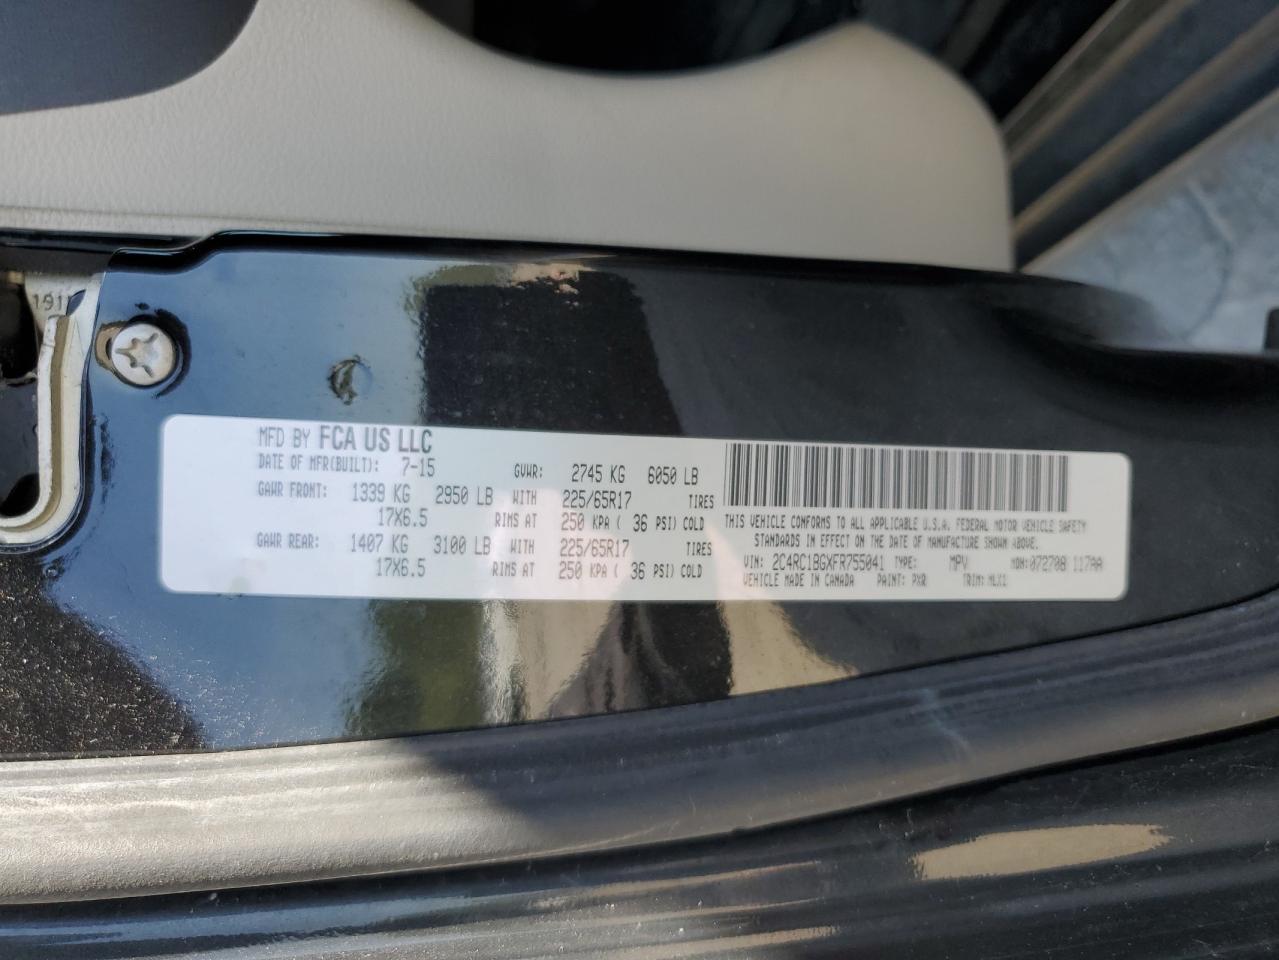 MFD BY FCA US LLC
DATE OF MFR(BUILT): 7-15 GVWR: 2745 KG 6050 LB
GAWR FRONT: 1339 KG 2950 LB WITH 225/65R17 TIRES
17X6.5 RIMS AT 250 KPA ( 36 PSI) COLD
GAWR REAR: 1407 KG 3100 LB WITH 225/65R17 TIRES
17X6.5 RIMS AT 250 KPA ( 36 PSI) COLD
THIS VEHICLE CONFORMS TO ALL APPLICABLE U.S.A. FEDERAL MOTOR VEHICLE SAFETY
STANDARDS IN EFFECT ON THE DATE OF MANUFACTURE SHOWN ABOVE.
VIN: 2C4RC1BGXFR755041 TYPE: MPV MDH: 072708 117AA
VEHICLE MADE IN CANADA PAINT: PXR TRIM: MLX1